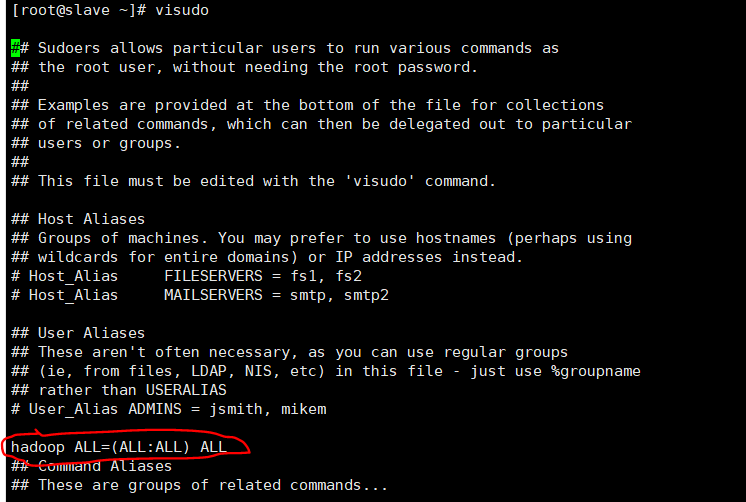 [root@slave ~]# visudo
## Sudoers allows particular users to run various commands as
## the root user, without needing the root password.
##
## Examples are provided at the bottom of the file for collections
## of related commands, which can then be delegated out to particular
## users or groups.
##
## This file must be edited with the 'visudo' command.
## Host Aliases
## Groups of machines. You may prefer to use hostnames (perhaps using
## wildcards for entire domains) or IP addresses instead.
# Host_Alias     FILESERVERS = fs1, fs2
# Host_Alias     MAILSERVERS = smtp, smtp2
## User Aliases
## These aren't often necessary, as you can use regular groups
## (ie, from files, LDAP, NIS, etc) in this file - just use %groupname
## rather than USERALIAS
# User_Alias ADMINS = jsmith, mikem
hadoop ALL=(ALL:ALL) ALL
## Command Aliases
## These are groups of related commands...